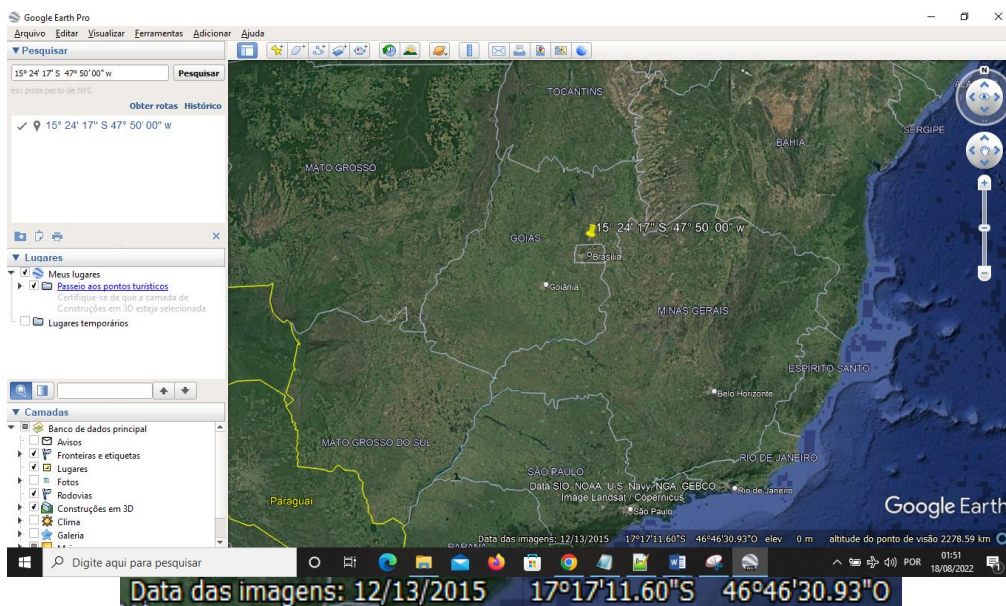 Google Earth Pro
Arquivo Editar Visualizar Ferramentas Adicionar Ajuda
Pesquisar
15° 24' 17" S 47° 50' 00" w
Pesquisar
ex: pizza perto de NYC
Obter rotas Histórico
15° 24' 17" S 47° 50' 00" w
Lugares
Meus lugares
Passeio aos pontos turísticos
Certifique-se de que a camada de
Construções em 3D esteja selecionada
Lugares temporários
Camadas
Banco de dados principal
Avisos
Fronteiras e etiquetas
Lugares
Fotos
Rodovias
Construções em 3D
Clima
Galeria
TOCANTINS
SERGIPE
BAHIA
MATO GROSSO
15° 24' 17" S 47° 50' 00" w
GOIÁS
Brasília
Goiânia
MINAS GERAIS
ESPÍRITO SANTO
Belo Horizonte
MATO GROSSO DO SUL
RIO DE JANEIRO
SÃO PAULO
Data SIO, NOAA, U.S. Navy, NGA, GEBCO
Rio de Janeiro
Image Landsat / Copernicus
Paraguai
São Paulo
Google Earth
PARANÁ
Data das imagens: 12/13/2015 17°17'11.60"S 46°46'30.93"O elev 0 m altitude do ponto de visão 2278.59 km
Digite aqui para pesquisar
POR
01:51
18/08/2022
Data das imagens: 12/13/2015 17°17'11.60"S 46°46'30.93"O